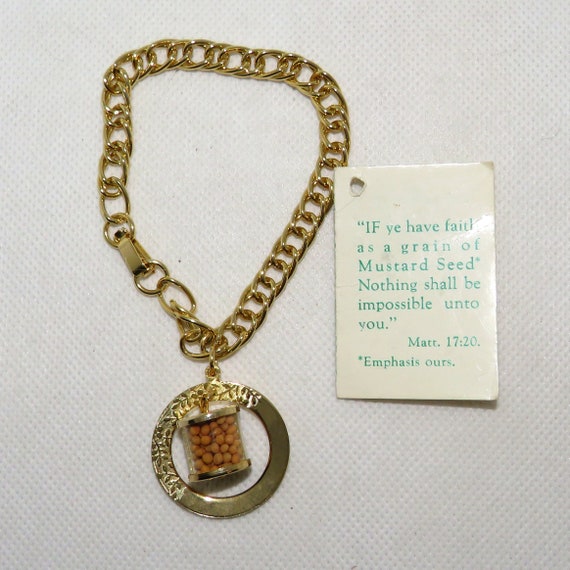 “IF ye have faith
as a grain of
Mustard Seed*
Nothing shall be
impossible unto
you.”
Matt. 17:20.
*Emphasis ours.